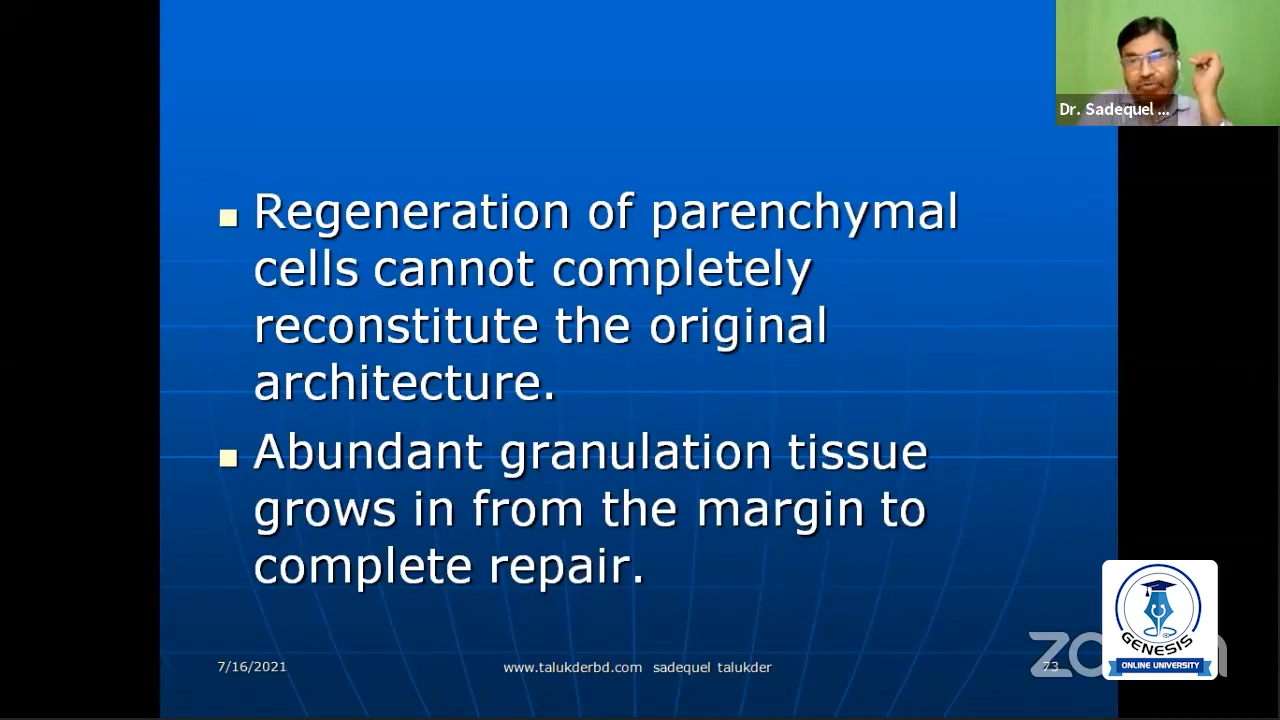 Dr. Sadequel ...
Regeneration of parenchymal
cells cannot completely
reconstitute the original
architecture.
Abundant granulation tissue
grows in from the margin to
complete repair.
GENESIS
ONLINE UNIVERSITY
7/16/2021
www.talukderbd.com sadequel talukder
73
zoom